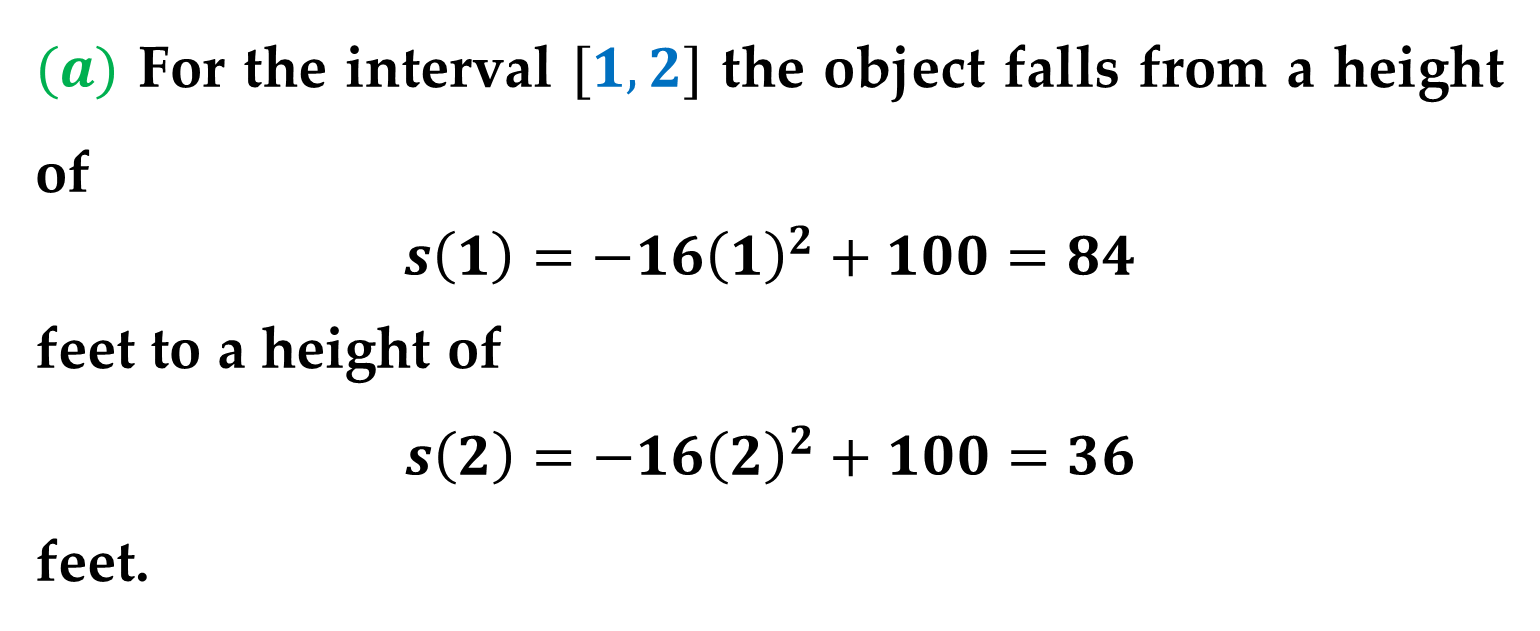 (a) For the interval [1, 2] the object falls from a height
of
s(1) = −16(1)² + 100 = 84
feet to a height of
s(2) = −16(2)² + 100 = 36
feet.